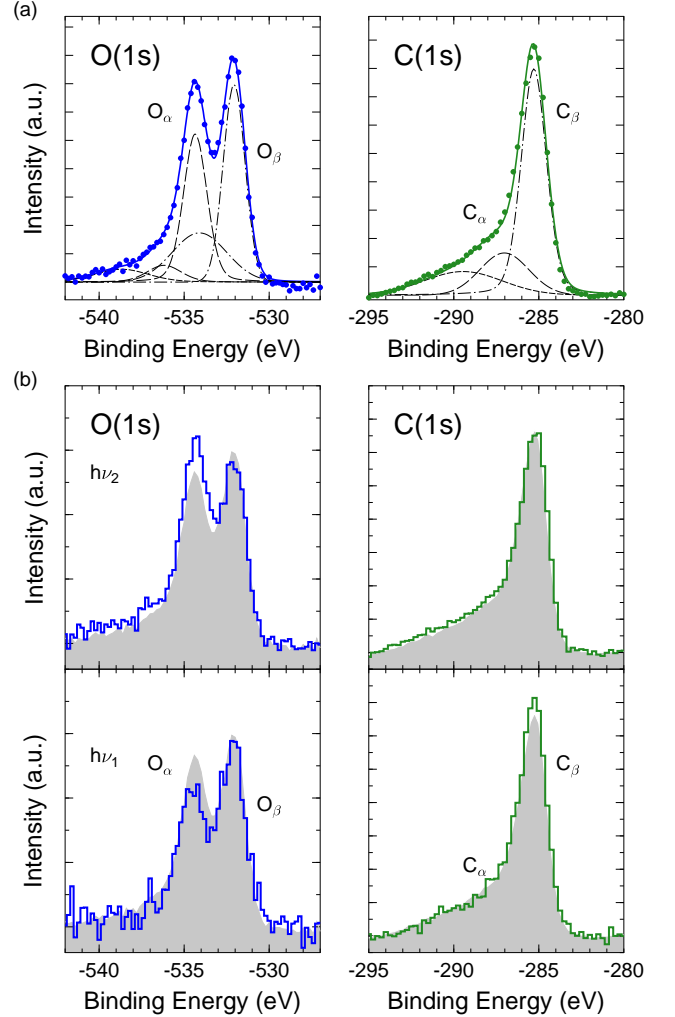 (a)
O(1s)
C(1s)
Oα
Oβ
Cβ
Cα
Intensity (a.u.)
-540
-535
-530
-295
-290
-285
-280
Binding Energy (eV)
Binding Energy (eV)
(b)
O(1s)
C(1s)
hν2
Intensity (a.u.)
hν1
Oα
Oβ
Cβ
Cα
Intensity (a.u.)
-540
-535
-530
-295
-290
-285
-280
Binding Energy (eV)
Binding Energy (eV)